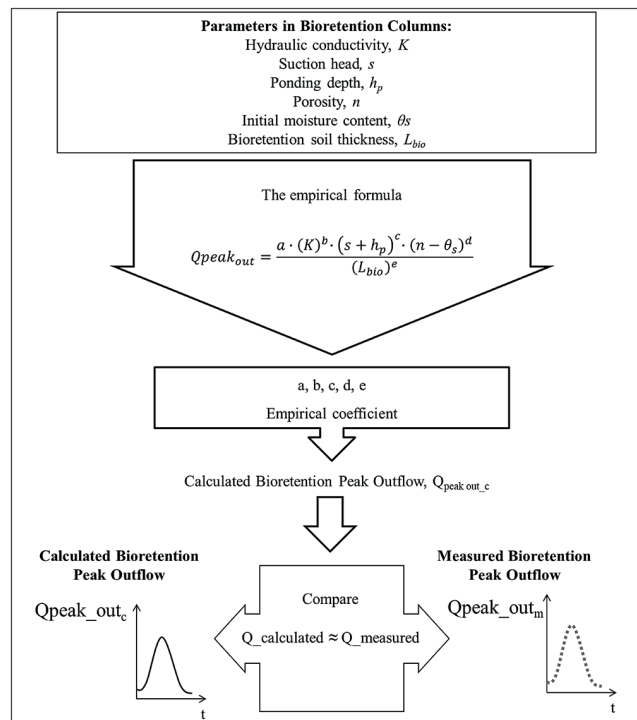 Parameters in Bioretention Columns:
Hydraulic conductivity, K
Suction head, s
Ponding depth, hₚ
Porosity, n
Initial moisture content, θs
Bioretention soil thickness, L_bio
The empirical formula
Qpeak_out = a · (K)^b · (s + h_p)^c · (n − θ_s)^d / (L_bio)^e
a, b, c, d, e
Empirical coefficient
Calculated Bioretention Peak Outflow, Q_peak out_c
Calculated Bioretention
Peak Outflow
Qpeak_out_c
t
Compare
Q_calculated ≈ Q_measured
Measured Bioretention
Peak Outflow
Qpeak_out_m
t